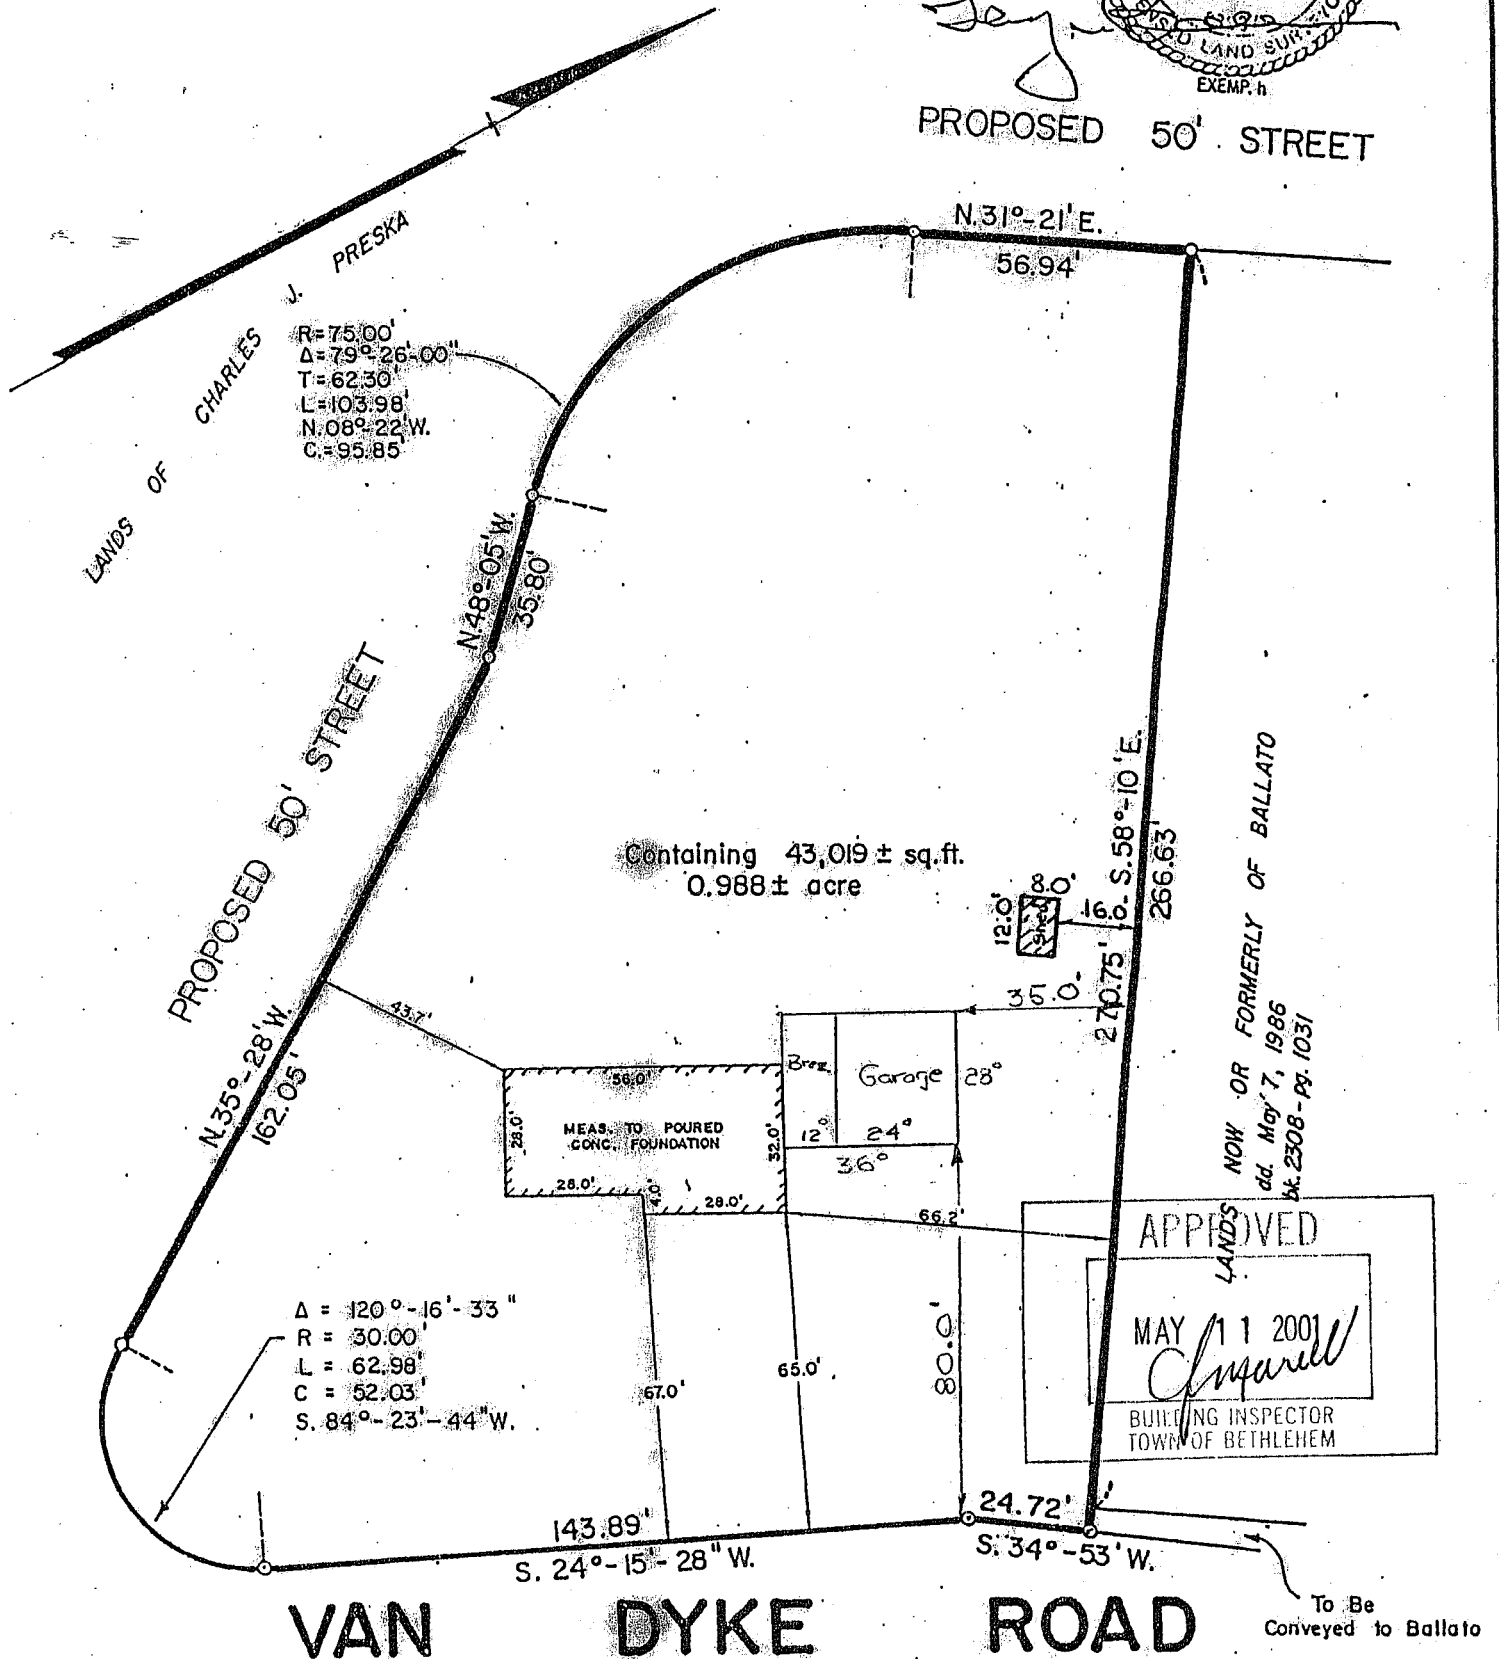 ENSED LAND SUR.
EXEMP. h
PROPOSED 50' STREET
N.31°-21'E.
56.94'
LANDS OF CHARLES J. PRESKA
R=75.00'
Δ=79°-26'-00"
T=62.30'
L=103.98'
N.08°-22'W.
C.=95.85'
N.48°-05'W.
35.80'
PROPOSED 50' STREET
N.35°-28'W.
162.05'
Containing 43,019 ± sq.ft.
0.988± acre
S.58°-10'E.
266.63'
270.75'
12.0'
8.0'
Shed
16.0
35.0
LANDS NOW OR FORMERLY OF BALLATO
dd. May 7, 1986
bk. 2308 - pg. 1031
43.7'
Breez.
Garage
28°
12°
24°
36°
56.0'
28.0'
MEAS. TO POURED
CONC. FOUNDATION
32.0'
28.0'
4.0'
28.0'
66.2'
80.0'
67.0'
65.0'
Δ = 120°-16'-33"
R = 30.00'
L = 62.98'
C = 52.03'
S. 84°-23'-44"W.
APPROVED
MAY 11 2001
BUILDING INSPECTOR
TOWN OF BETHLEHEM
143.89'
S. 24°-15'-28"W.
24.72'
S. 34°-53'W.
To Be
Conveyed to Ballato
VAN DYKE ROAD